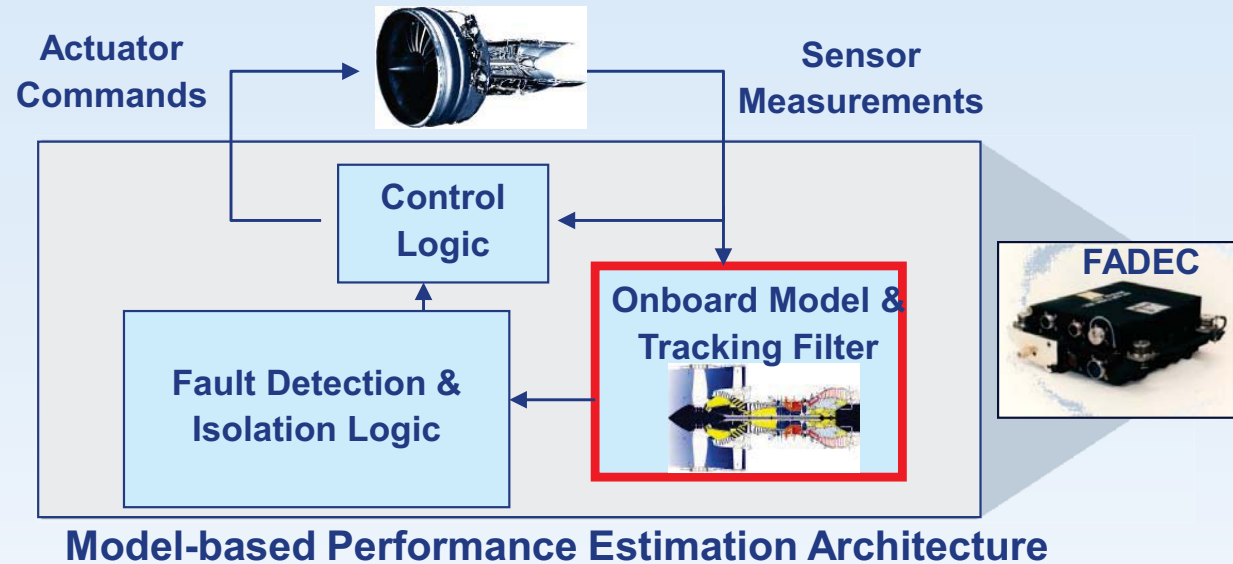 Actuator
Commands
Sensor
Measurements
Control
Logic
FADEC
Onboard Model &
Tracking Filter
Fault Detection &
Isolation Logic
Model-based Performance Estimation Architecture